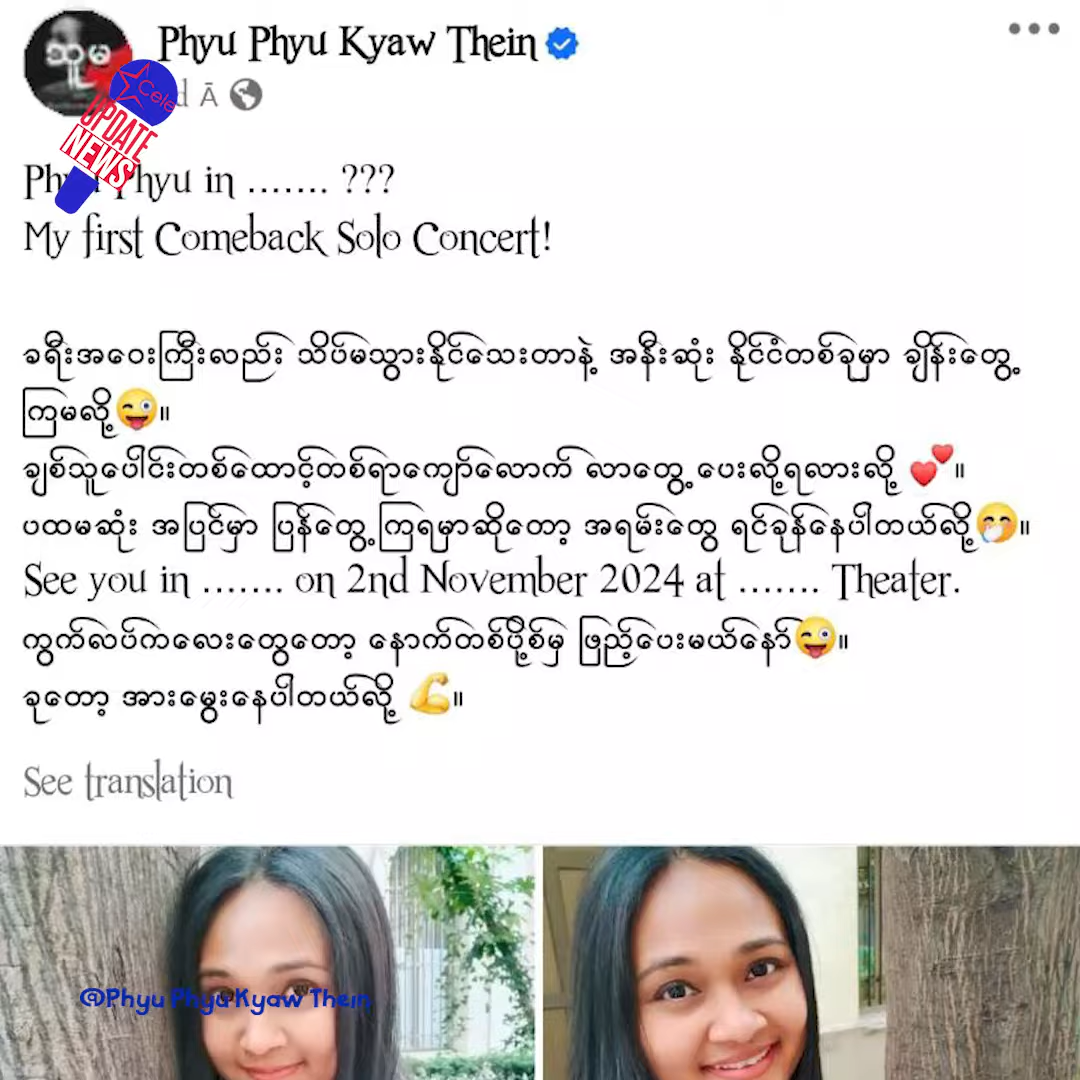 Phyu Phyu Kyaw Thein
သူမ
d
Cele
UPDATE
NEWS
Phyu Phyu in ....... ???
My first Comeback Solo Concert!
ခရီးအဝေးကြီးလည်း သိပ်မသွားနိုင်သေးတာနဲ့ အနီးဆုံး နိုင်ငံတစ်ခုမှာ ချိန်းတွေ့
ကြမလို့😜။
ချစ်သူပေါင်းတစ်ထောင့်တစ်ရာကျော်လောက် လာတွေ့ပေးလို့ရလားလို့ 💕။
ပထမဆုံး အပြင်မှာ ပြန်တွေ့ကြရမှာဆိုတော့ အရမ်းတွေ ရင်ခုန်နေပါတယ်လို့🤭။
See you in ....... on 2nd November 2024 at ....... Theater.
ကွက်လပ်ကလေးတွေတော့ နောက်တစ်ပို့စ်မှ ဖြည့်ပေးမယ်နော်😜။
ခုတော့ အားမွေးနေပါတယ်လို့ 💪။
See translation
@Phyu Phyu Kyaw Thein